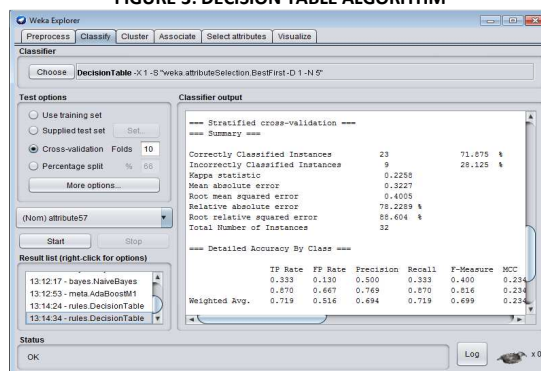 FIGURE 3: DECISION TABLE ALGORITHM
Weka Explorer
Preprocess Classify Cluster Associate Select attributes Visualize
Classifier
Choose DecisionTable -X 1 -S "weka.attributeSelection.BestFirst -D 1 -N 5"
Test options
Use training set
Supplied test set Set...
Cross-validation Folds 10
Percentage split % 66
More options...
(Nom) attribute57
Start Stop
Result list (right-click for options)
13:12:17 - bayes.NaiveBayes
13:12:53 - meta.AdaBoostM1
13:14:24 - rules.DecisionTable
13:14:34 - rules.DecisionTable
Classifier output
=== Stratified cross-validation ===
=== Summary ===
Correctly Classified Instances 23 71.875 %
Incorrectly Classified Instances 9 28.125 %
Kappa statistic 0.2258
Mean absolute error 0.3227
Root mean squared error 0.4005
Relative absolute error 78.2289 %
Root relative squared error 88.604 %
Total Number of Instances 32
=== Detailed Accuracy By Class ===
TP Rate FP Rate Precision Recall F-Measure MCC
0.333 0.130 0.500 0.333 0.400 0.234
0.870 0.667 0.769 0.870 0.816 0.234
Weighted Avg. 0.719 0.516 0.694 0.719 0.699 0.234
Status
OK
Log x 0